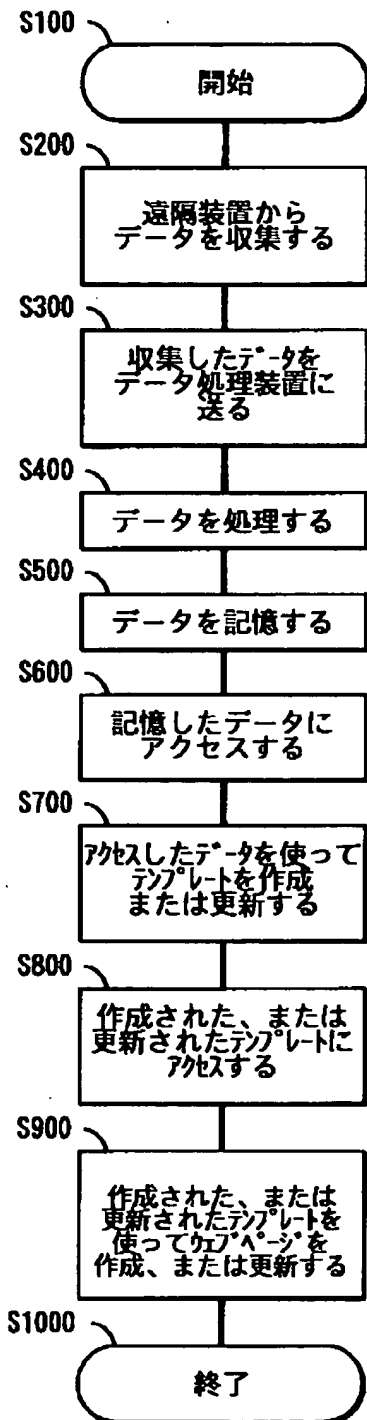 S100
開始
S200
遠隔装置から
データを収集する
S300
収集したﾃﾞｰﾀを
データ処理装置に
送る
S400
データを処理する
S500
データを記憶する
S600
記憶したデータに
アクセスする
S700
ｱｸｾｽしたﾃﾞｰﾀを使って
ﾃﾝﾌﾟﾚｰﾄを作成
または更新する
S800
作成された、または
更新されたﾃﾝﾌﾟﾚｰﾄに
ｱｸｾｽする
S900
作成された、または
更新されたﾃﾝﾌﾟﾚｰﾄを
使ってｳｪﾌﾞﾍﾟｰｼﾞを
作成、または更新する
S1000
終了